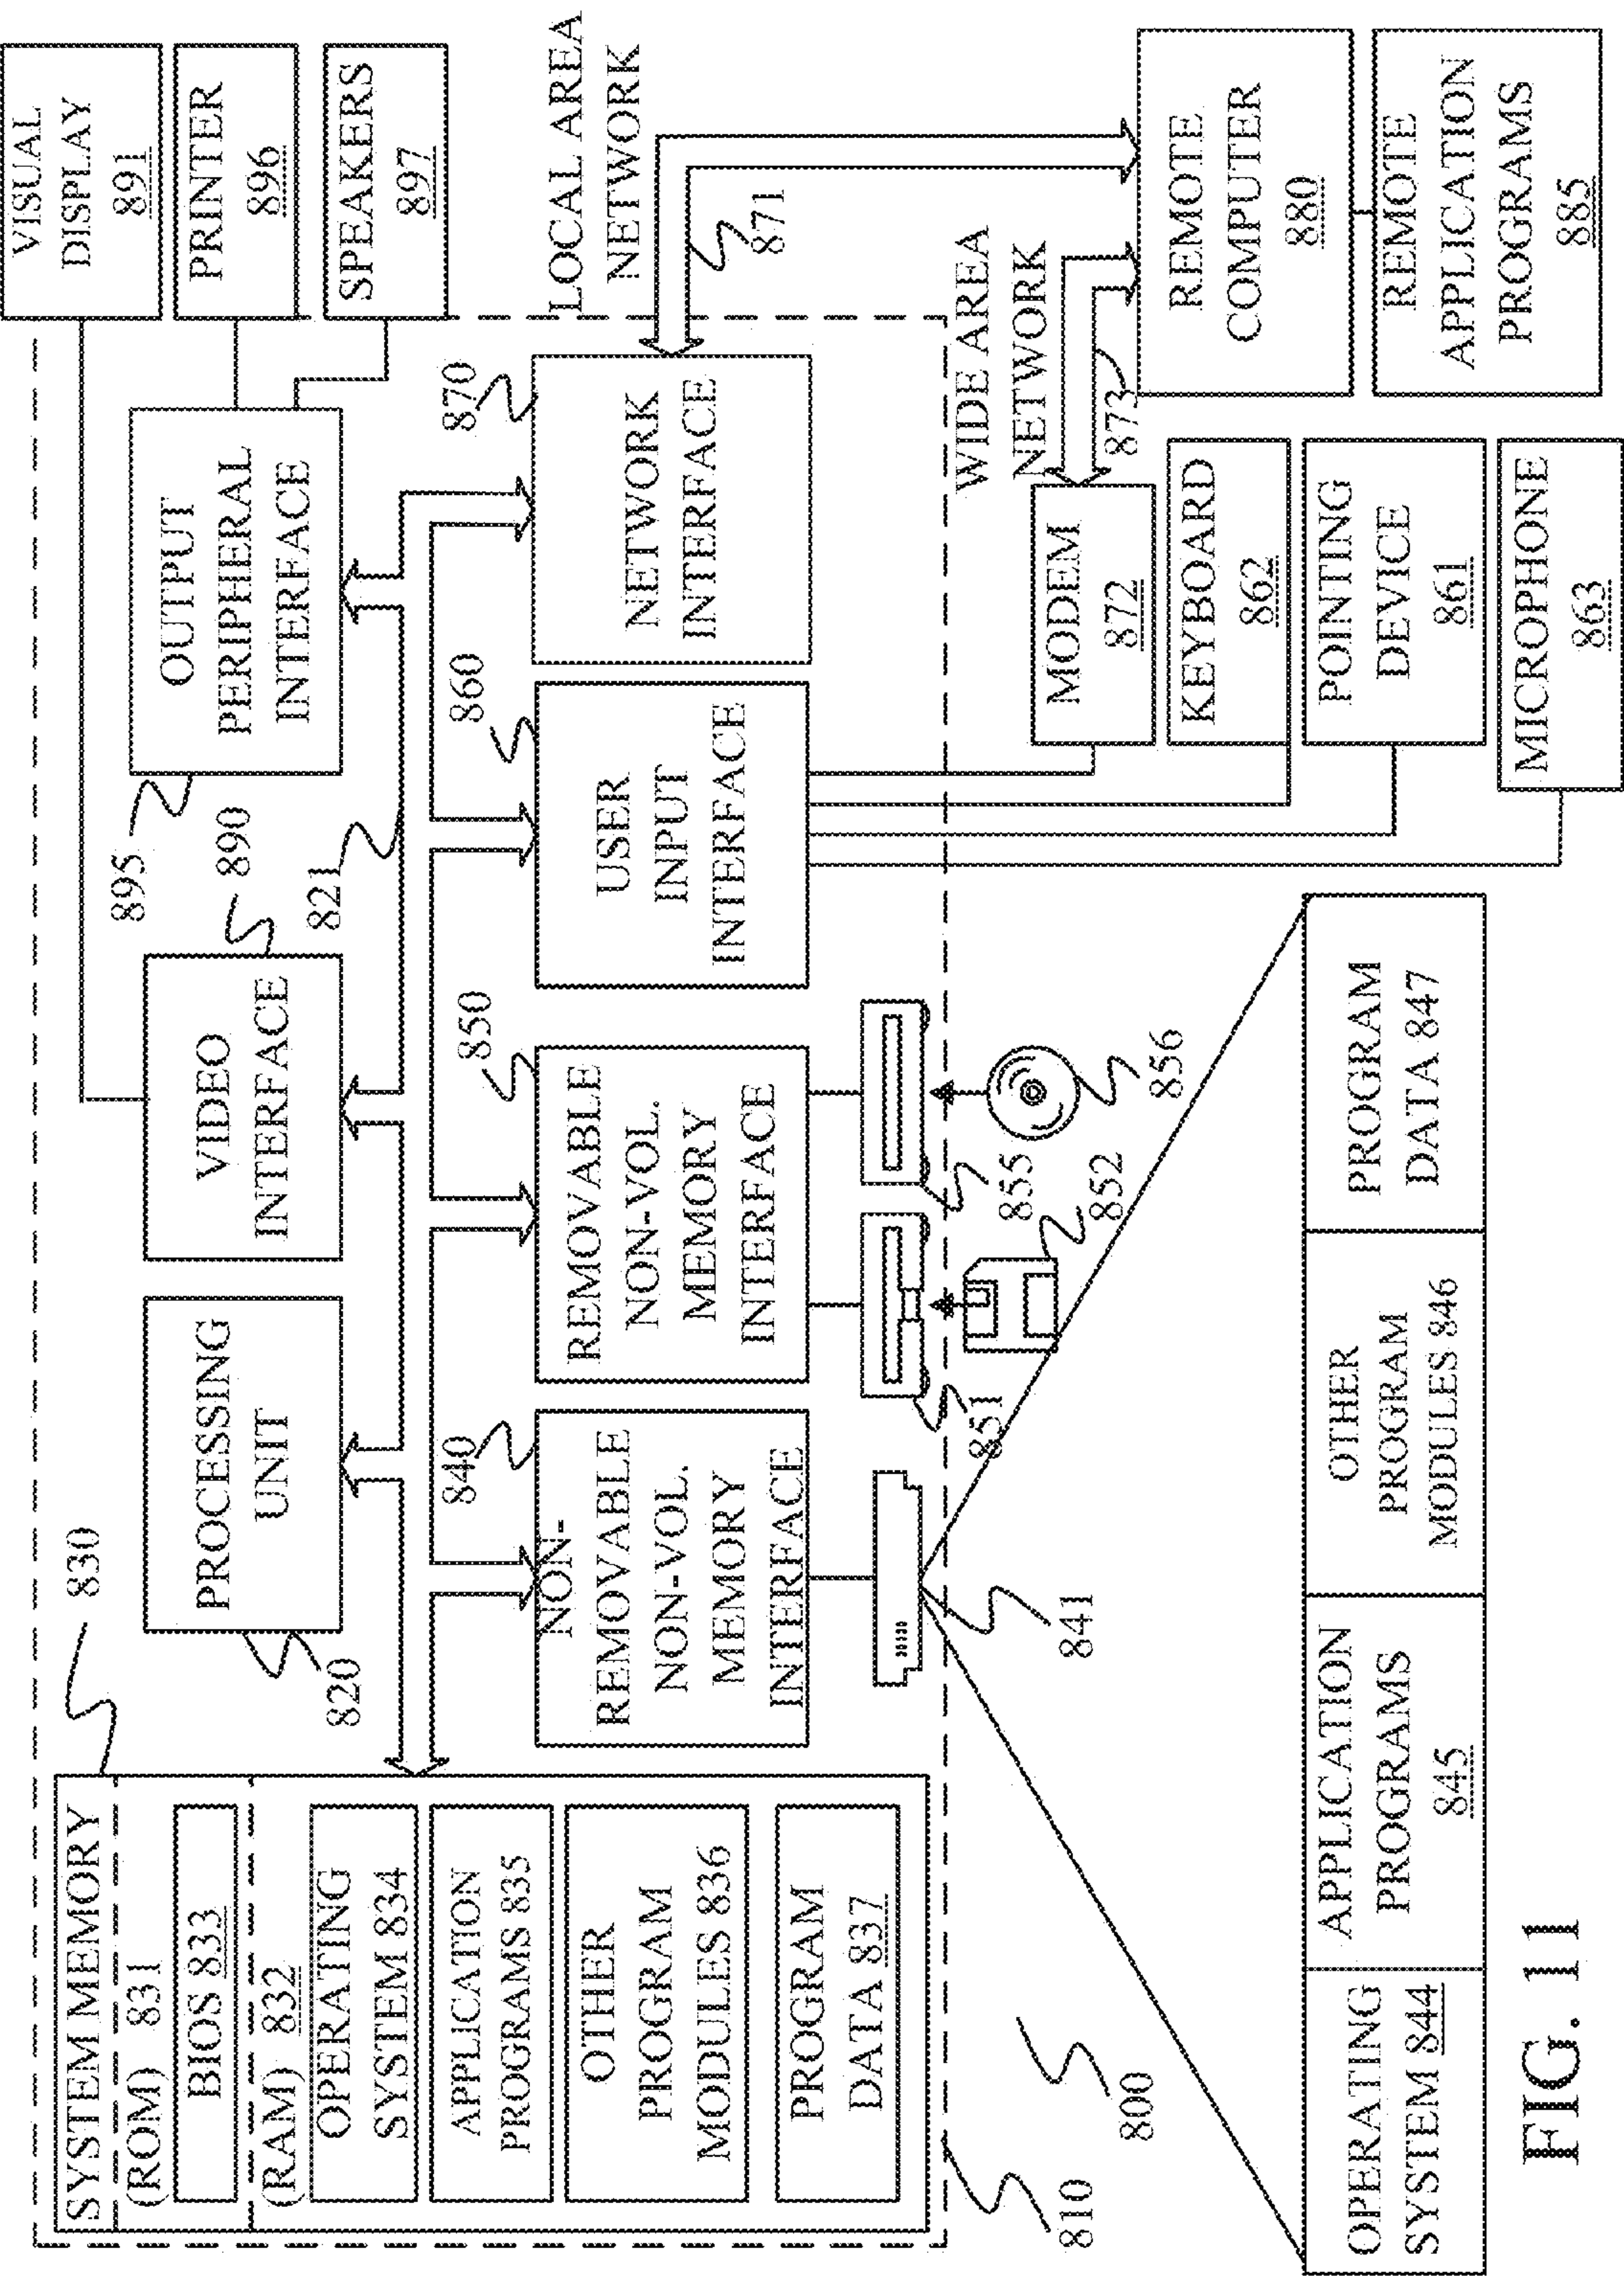 SYSTEM MEMORY
(ROM) 831
BIOS 833
(RAM) 832
OPERATING
SYSTEM 834
APPLICATION
PROGRAMS 835
OTHER
PROGRAM
MODULES 836
PROGRAM
DATA 837
830
PROCESSING
UNIT
820
VIDEO
INTERFACE
890
821
OUTPUT
PERIPHERAL
INTERFACE
895
VISUAL
DISPLAY
891
PRINTER
896
SPEAKERS
897
840
NON-
REMOVABLE
NON-VOL.
MEMORY
INTERFACE
850
REMOVABLE
NON-VOL.
MEMORY
INTERFACE
860
USER
INPUT
INTERFACE
870
NETWORK
INTERFACE
LOCAL AREA
NETWORK
871
841
851
852
855
856
WIDE AREA
NETWORK
873
MODEM
872
KEYBOARD
862
POINTING
DEVICE
861
MICROPHONE
863
REMOTE
COMPUTER
880
REMOTE
APPLICATION
PROGRAMS
885
810
800
OPERATING
SYSTEM 844
APPLICATION
PROGRAMS
845
OTHER
PROGRAM
MODULES 846
PROGRAM
DATA 847
FIG. 11